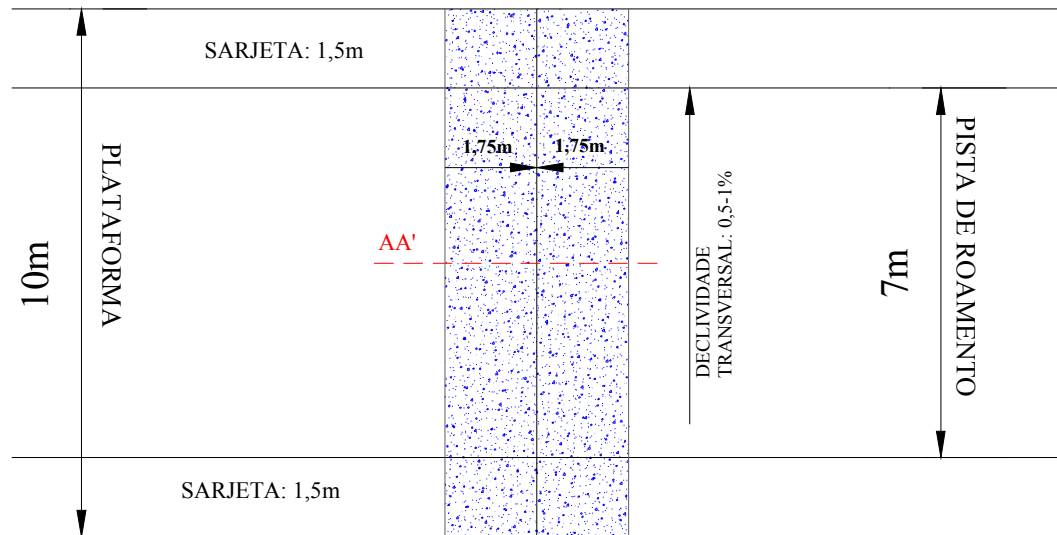 SARJETA: 1,5m
PLATAFORMA
10m
1,75m 1,75m
AA'
DECLIVIDADE
TRANSVERSAL: 0,5-1%
7m
PISTA DE ROAMENTO
SARJETA: 1,5m